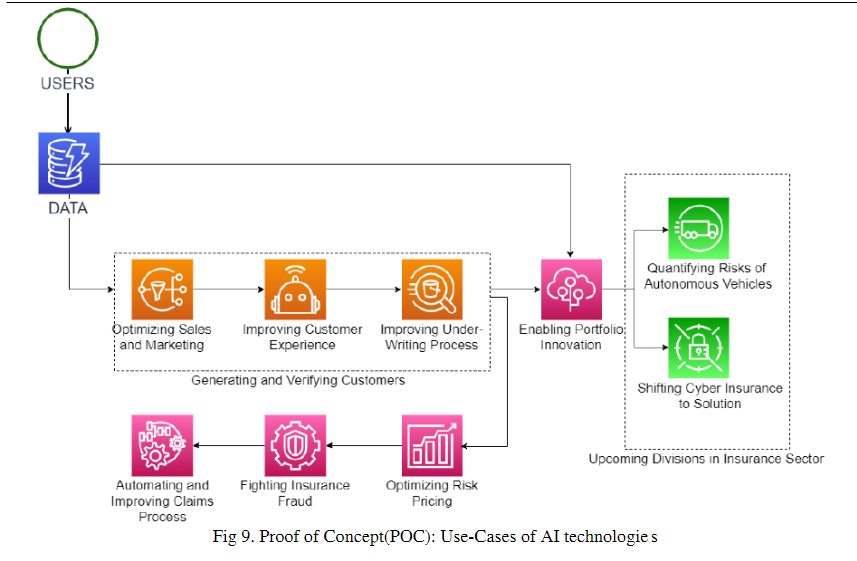 USERS
DATA
Optimizing Sales
and Marketing
Improving Customer
Experience
Improving Under-
Writing Process
Generating and Verifying Customers
Enabling Portfolio
Innovation
Quantifying Risks of
Autonomous Vehicles
Shifting Cyber Insurance
to Solution
Upcoming Divisions in Insurance Sector
Automating and
Improving Claims
Process
Fighting Insurance
Fraud
Optimizing Risk
Pricing
Fig 9. Proof of Concept(POC): Use-Cases of AI technologies